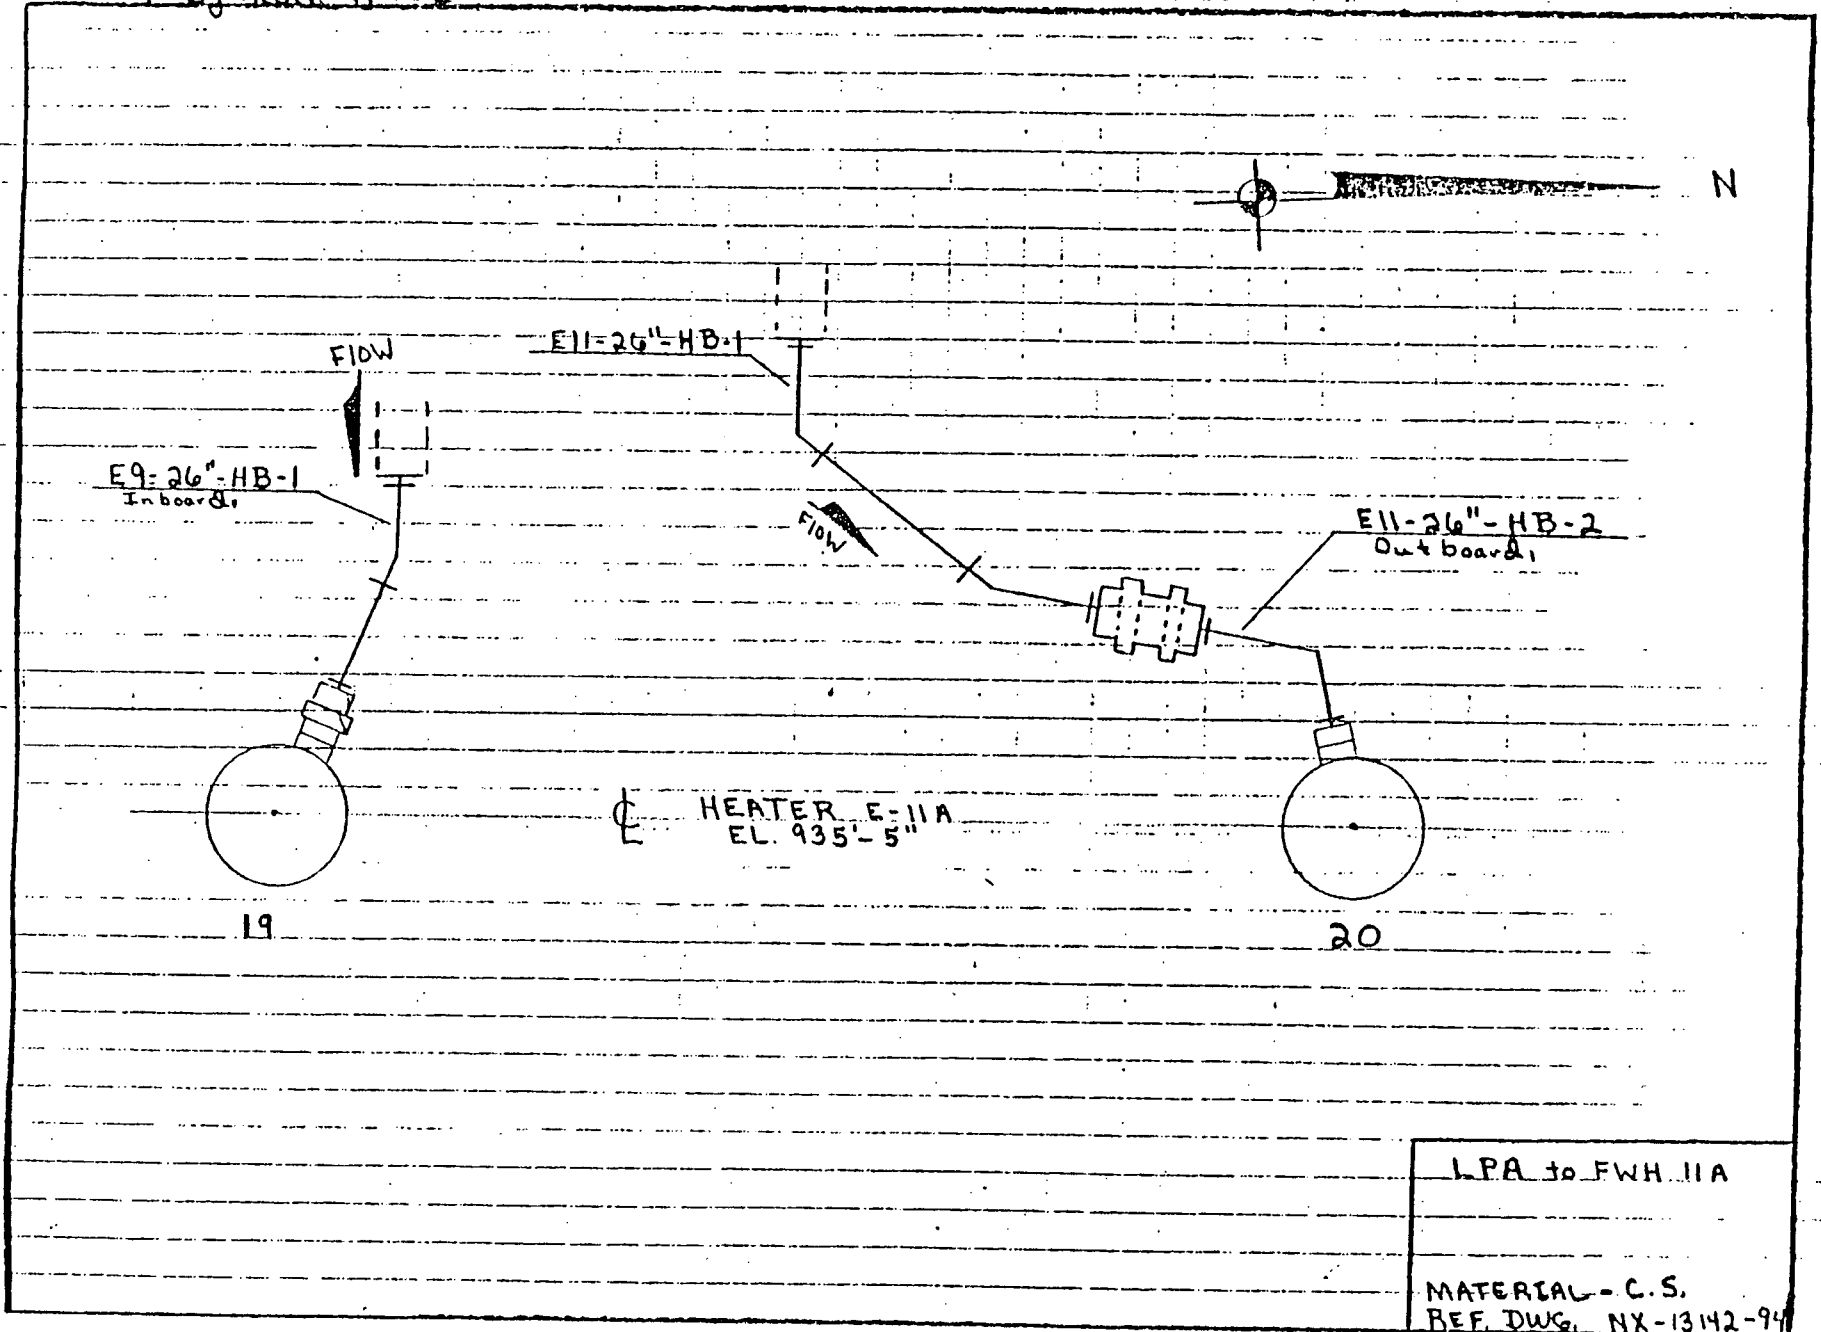 N
FlOW
E11-26"-HB-1
E9-26"-HB-1
Inboard.
FlOW
E11-26"-HB-2
Outboard.
℄ HEATER E-11A
EL. 935'-5"
19
20
LPA to FWH 11A
MATERIAL - C.S.
REF. DWG. NX-13142-94